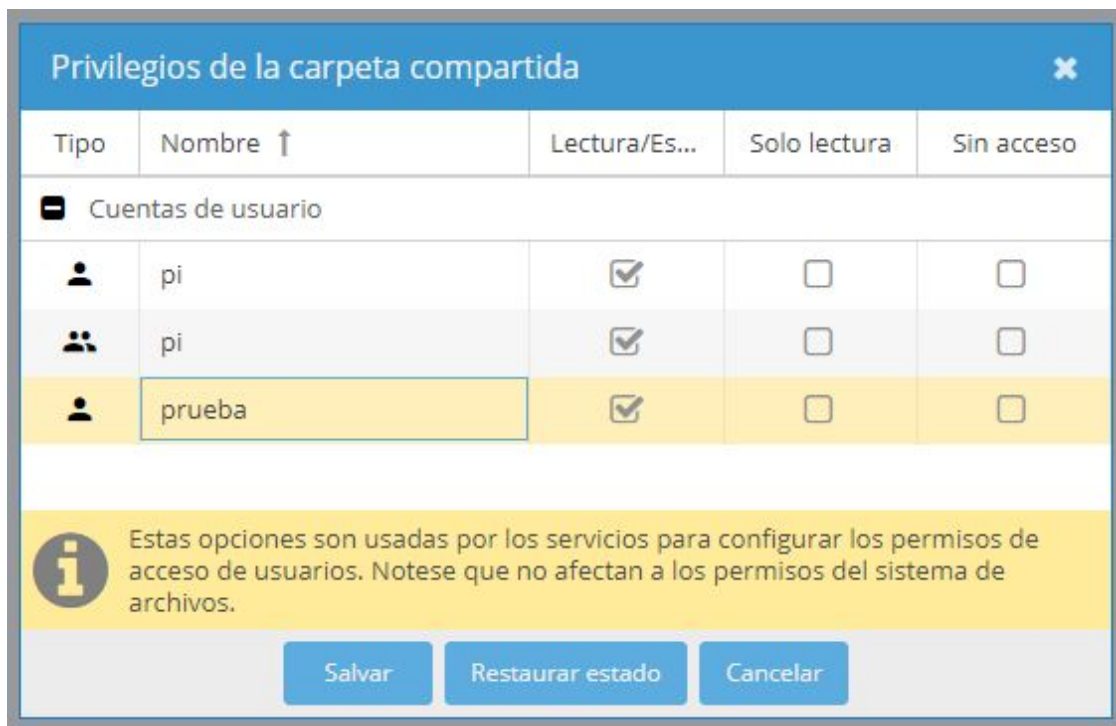 Privilegios de la carpeta compartida
Tipo Nombre Lectura/Es... Solo lectura Sin acceso
Cuentas de usuario
pi
pi
prueba
Estas opciones son usadas por los servicios para configurar los permisos de
acceso de usuarios. Notese que no afectan a los permisos del sistema de
archivos.
Salvar Restaurar estado Cancelar